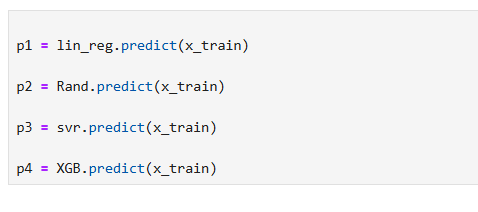 p1 = lin_reg.predict(x_train)
p2 = Rand.predict(x_train)
p3 = svr.predict(x_train)
p4 = XGB.predict(x_train)